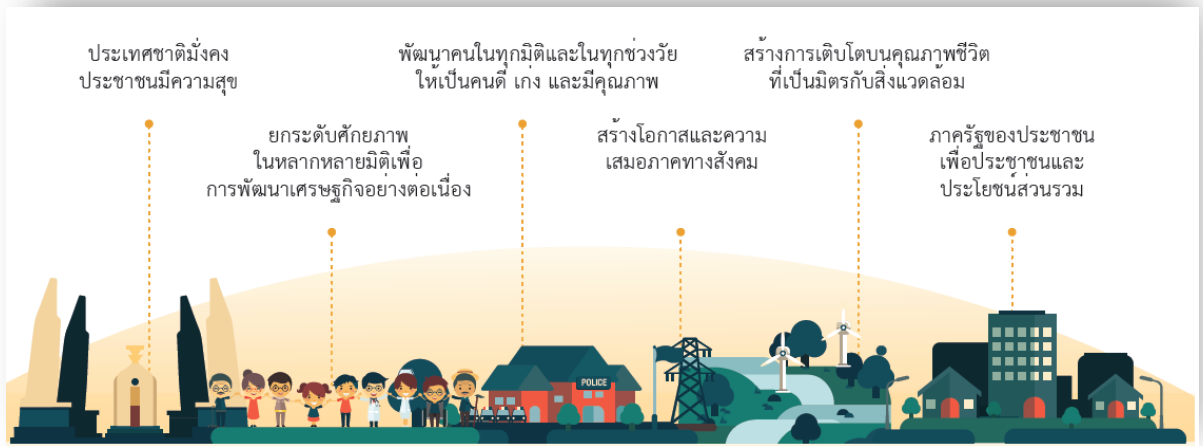 ประเทศชาติมั่งคง
ประชาชนมีความสุข
ยกระดับศักยภาพ
ในหลากหลายมิติเพื่อ
การพัฒนาเศรษฐกิจอย่างต่อเนื่อง
พัฒนาคนในทุกมิติและในทุกช่วงวัย
ให้เป็นคนดี เก่ง และมีคุณภาพ
สร้างโอกาสและความ
เสมอภาคทางสังคม
สร้างการเติบโตบนคุณภาพชีวิต
ที่เป็นมิตรกับสิ่งแวดล้อม
ภาครัฐของประชาชน
เพื่อประชาชนและ
ประโยชน์ส่วนรวม
POLICE